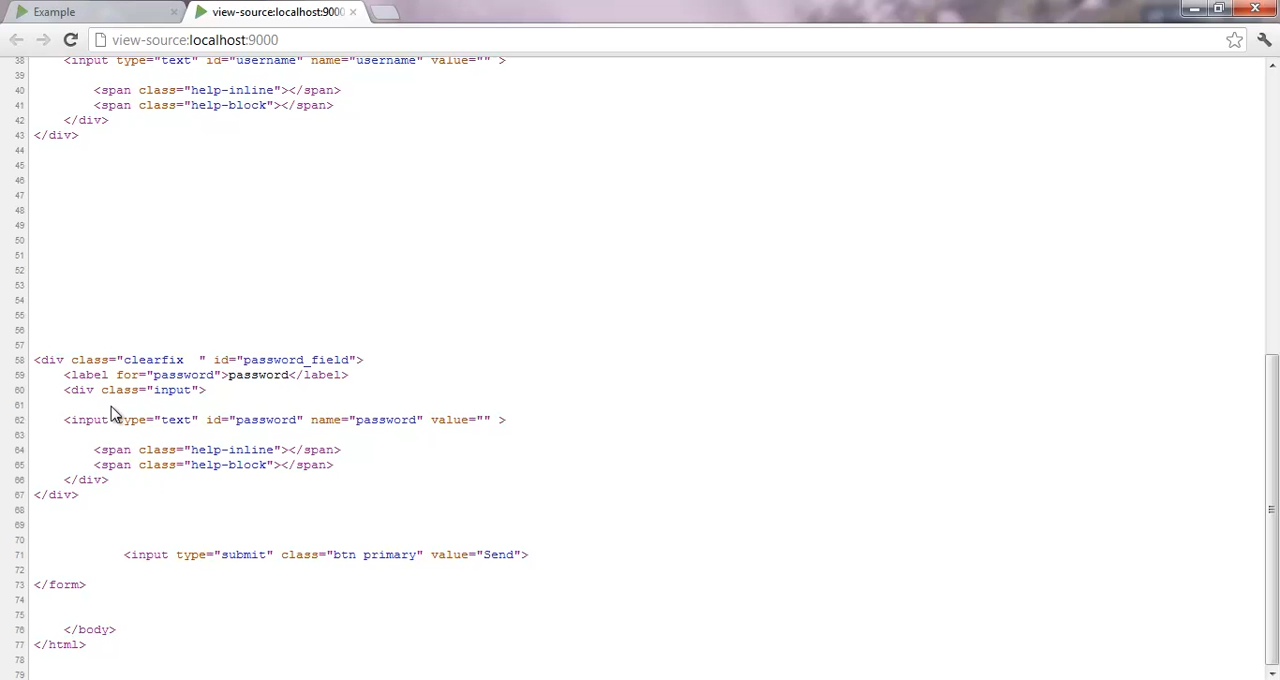 Example
view-source:localhost:9000
view-source:localhost:9000
38 <input type="text" id="username" name="username" value="" >
39
40 <span class="help-inline"></span>
41 <span class="help-block"></span>
42 </div>
43 </div>
44
45
46
47
48
49
50
51
52
53
54
55
56
57
58 <div class="clearfix  " id="password_field">
59 <label for="password">password</label>
60 <div class="input">
61
62 <input type="text" id="password" name="password" value="" >
63
64 <span class="help-inline"></span>
65 <span class="help-block"></span>
66 </div>
67 </div>
68
69
70
71 <input type="submit" class="btn primary" value="Send">
72
73 </form>
74
75
76 </body>
77 </html>
78
79